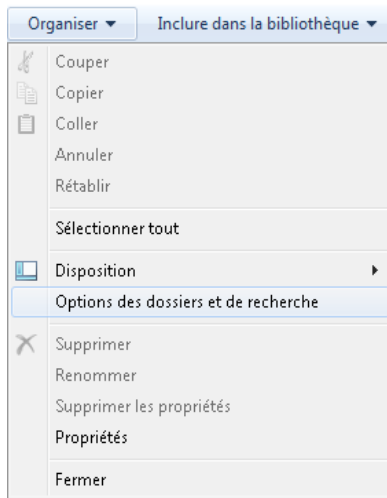 Organiser Inclure dans la bibliothèque
Couper
Copier
Coller
Annuler
Rétablir
Sélectionner tout
Disposition
Options des dossiers et de recherche
Supprimer
Renommer
Supprimer les propriétés
Propriétés
Fermer